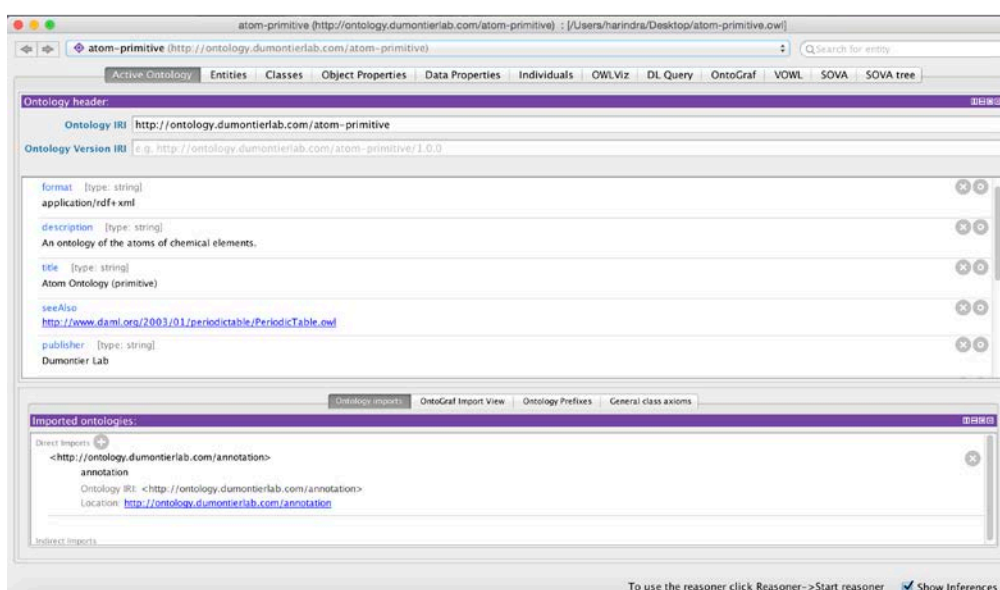 atom-primitive (http://ontology.dumontierlab.com/atom-primitive) : [/Users/harindra/Desktop/atom-primitive.owl]
atom-primitive (http://ontology.dumontierlab.com/atom-primitive) Search for entity
Active Ontology Entities Classes Object Properties Data Properties Individuals OWLViz DL Query OntoGraf VOWL SOVA SOVA tree
Ontology header:
Ontology IRI http://ontology.dumontierlab.com/atom-primitive
Ontology Version IRI e.g. http://ontology.dumontierlab.com/atom-primitive/1.0.0
format [type: string]
application/rdf+xml
description [type: string]
An ontology of the atoms of chemical elements.
title [type: string]
Atom Ontology (primitive)
seeAlso
http://www.daml.org/2003/01/periodictable/PeriodicTable.owl
publisher [type: string]
Dumontier Lab
Ontology imports OntoGraf Import View Ontology Prefixes General class axioms
Imported ontologies:
Direct Imports
<http://ontology.dumontierlab.com/annotation>
annotation
Ontology IRI: <http://ontology.dumontierlab.com/annotation>
Location: http://ontology.dumontierlab.com/annotation
Indirect Imports
To use the reasoner click Reasoner->Start reasoner Show Inferences